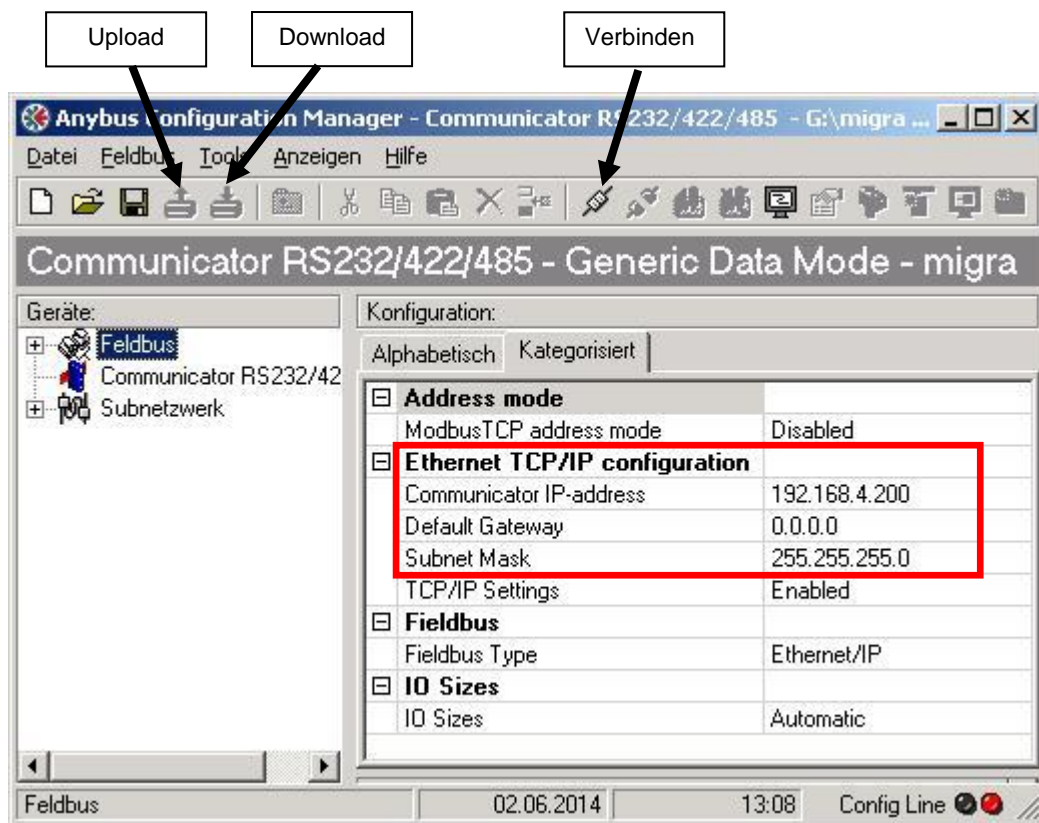 Upload
Download
Verbinden
Anybus Configuration Manager - Communicator RS232/422/485 - G:\migra ...
Datei Feldbus Tools Anzeigen Hilfe
Communicator RS232/422/485 - Generic Data Mode - migra
Geräte:
Feldbus
Communicator RS232/42
Subnetzwerk
Konfiguration:
Alphabetisch Kategorisiert
Address mode
ModbusTCP address mode Disabled
Ethernet TCP/IP configuration
Communicator IP-address 192.168.4.200
Default Gateway 0.0.0.0
Subnet Mask 255.255.255.0
TCP/IP Settings Enabled
Fieldbus
Fieldbus Type Ethernet/IP
IO Sizes
IO Sizes Automatic
Feldbus 02.06.2014 13:08 Config Line